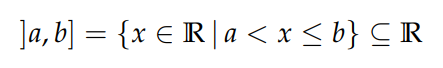 ]a, b] = {x ∈ ℝ | a < x ≤ b} ⊆ ℝ